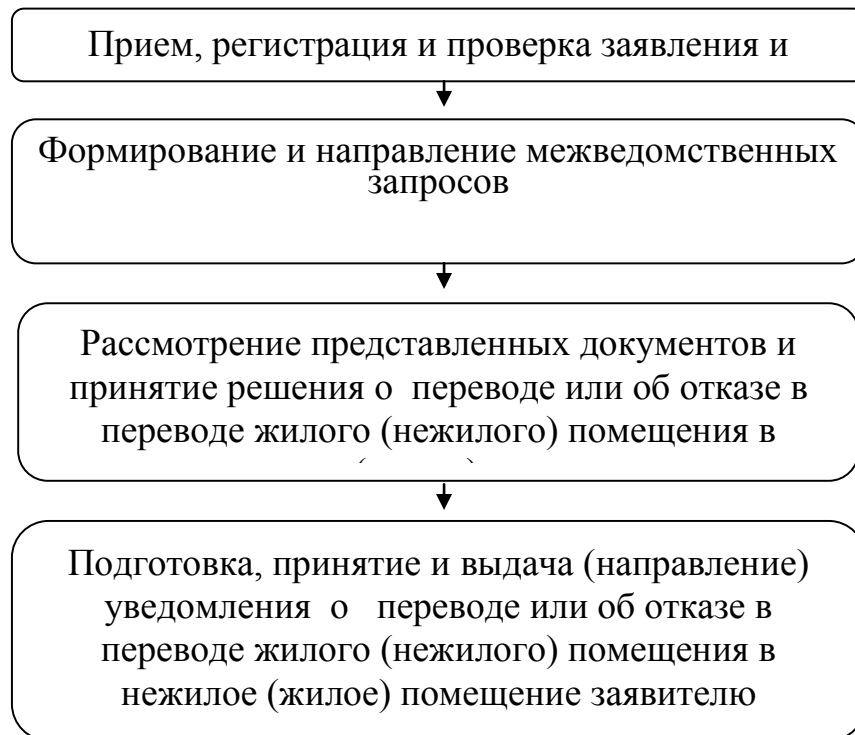 Прием, регистрация и проверка заявления и
Формирование и направление межведомственных
запросов
Рассмотрение представленных документов и
принятие решения о переводе или об отказе в
переводе жилого (нежилого) помещения в
Подготовка, принятие и выдача (направление)
уведомления о переводе или об отказе в
переводе жилого (нежилого) помещения в
нежилое (жилое) помещение заявителю